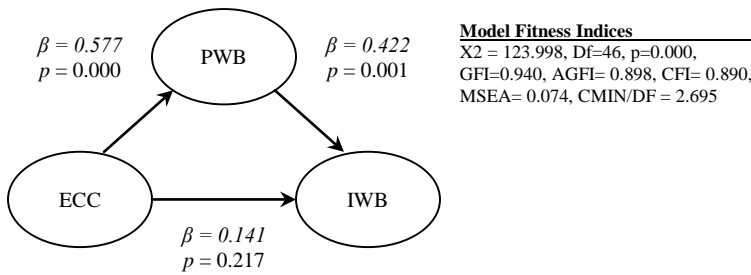 β = 0.577
p = 0.000
PWB
β = 0.422
p = 0.001
Model Fitness Indices
X2 = 123.998, Df=46, p=0.000,
GFI=0.940, AGFI= 0.898, CFI= 0.890,
MSEA= 0.074, CMIN/DF = 2.695
ECC
IWB
β = 0.141
p = 0.217